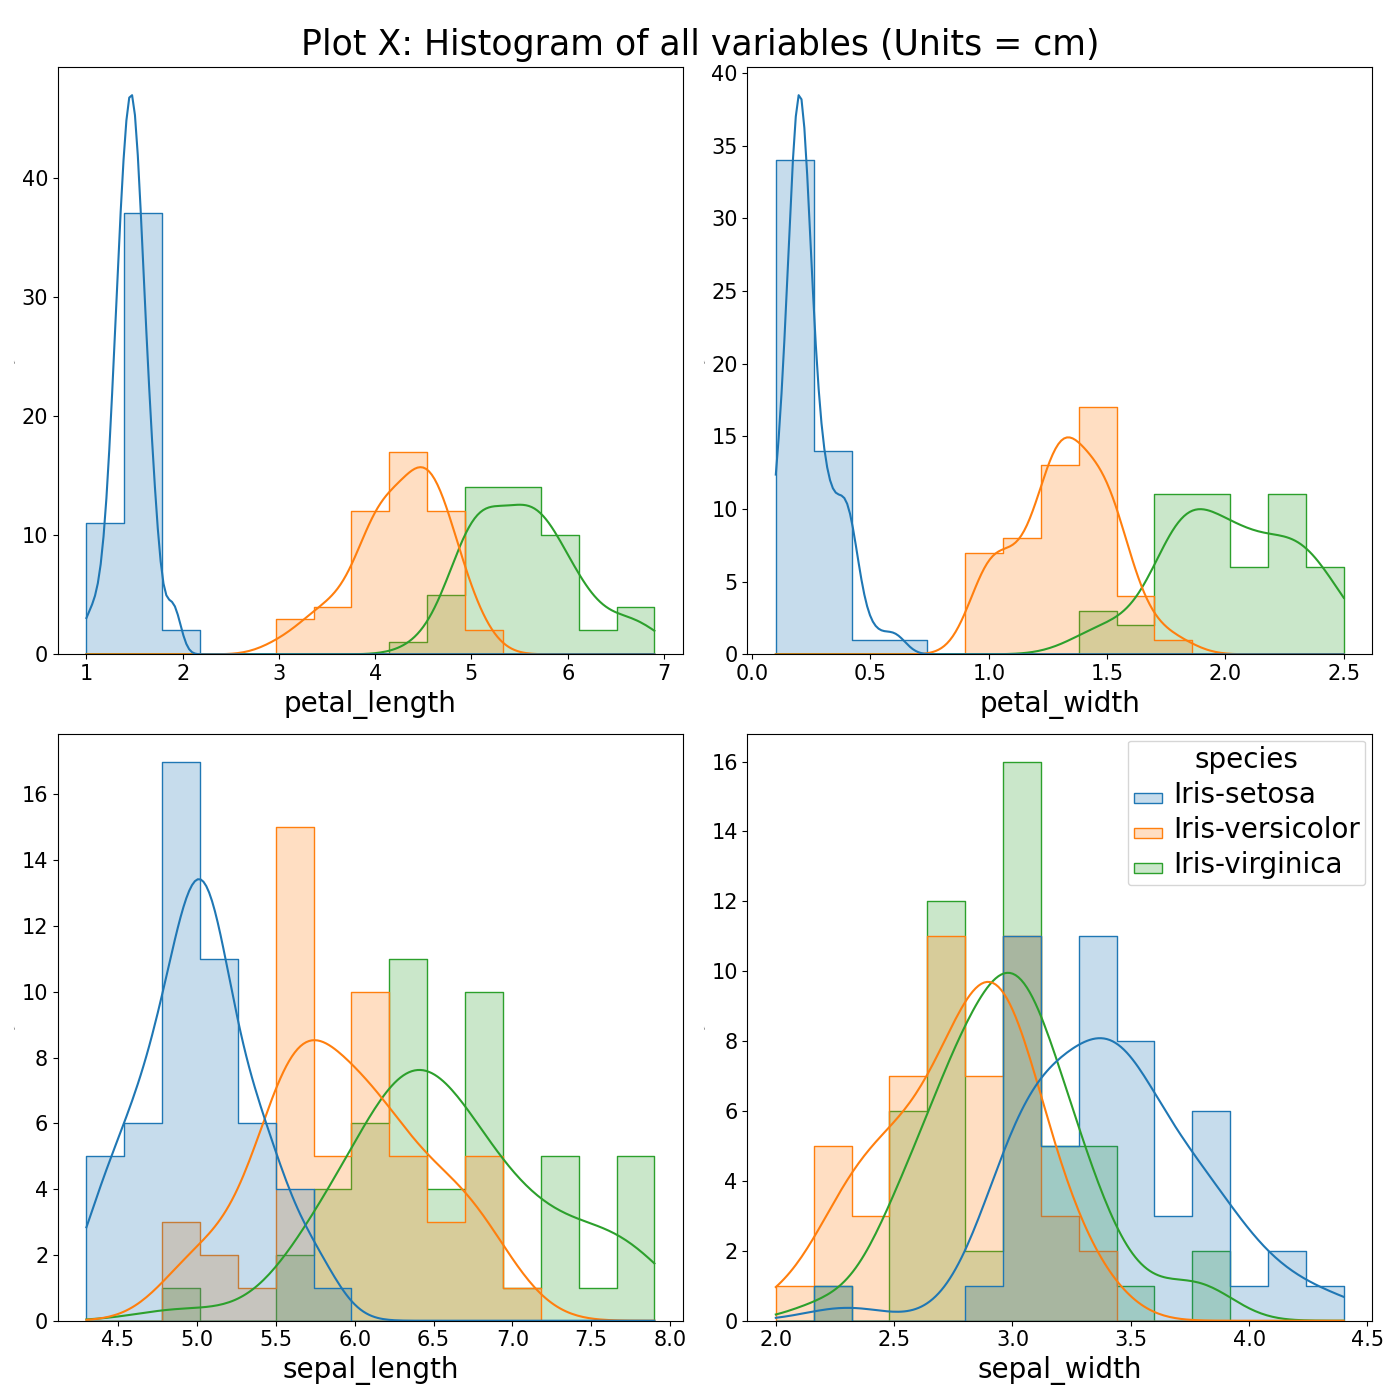 Plot X: Histogram of all variables (Units = cm)
40
30
20
10
0
1 2 3 4 5 6 7
petal_length
40
35
30
25
20
15
10
5
0
0.0 0.5 1.0 1.5 2.0 2.5
petal_width
16
14
12
10
8
6
4
2
0
4.5 5.0 5.5 6.0 6.5 7.0 7.5 8.0
sepal_length
16
14
12
10
8
6
4
2
0
2.0 2.5 3.0 3.5 4.0 4.5
sepal_width
species
Iris-setosa
Iris-versicolor
Iris-virginica